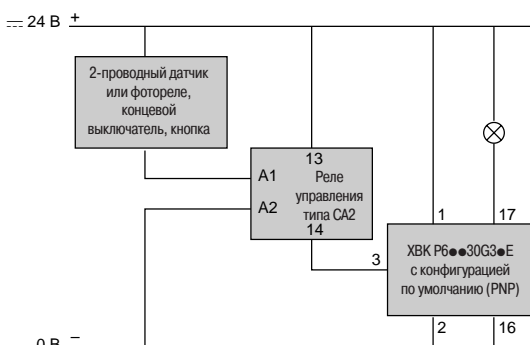 24 В +
2-проводный датчик
или фотореле,
концевой
выключатель, кнопка
13
A1 Реле
управления
A2 типа CA2
14
1 17
3
XBK P6●●30G3●E
с конфигурацией
по умолчанию (PNP)
2 16
0 В –